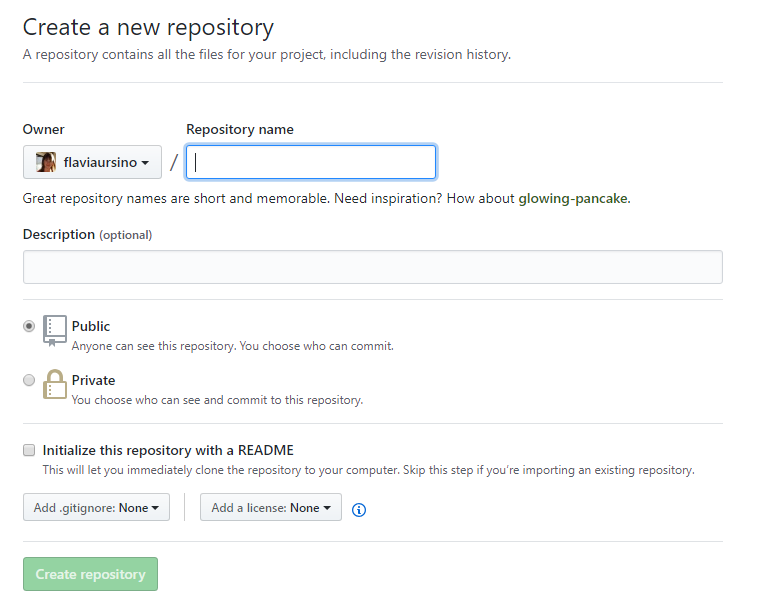 Create a new repository
A repository contains all the files for your project, including the revision history.
Owner
Repository name
flaviaursino
/
Great repository names are short and memorable. Need inspiration? How about glowing-pancake.
Description (optional)
Public
Anyone can see this repository. You choose who can commit.
Private
You choose who can see and commit to this repository.
Initialize this repository with a README
This will let you immediately clone the repository to your computer. Skip this step if you're importing an existing repository.
Add .gitignore: None
Add a license: None
Create repository